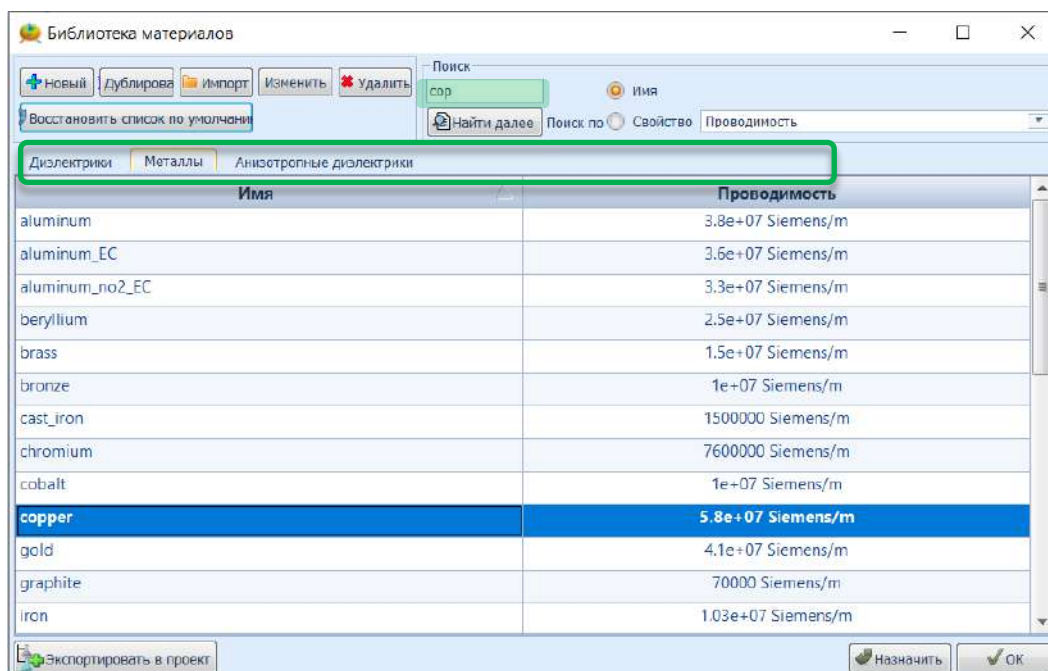 Библиотека материалов
Новый Дублирова Импорт Изменить Удалить
Восстановить список по умолчани
Поиск
cop
Имя
Найти далее Поиск по Свойство Проводимость
Диэлектрики Металлы Анизотропные диэлектрики
Имя Проводимость
aluminum 3.8e+07 Siemens/m
aluminum_EC 3.6e+07 Siemens/m
aluminum_no2_EC 3.3e+07 Siemens/m
beryllium 2.5e+07 Siemens/m
brass 1.5e+07 Siemens/m
bronze 1e+07 Siemens/m
cast_iron 1500000 Siemens/m
chromium 7600000 Siemens/m
cobalt 1e+07 Siemens/m
copper 5.8e+07 Siemens/m
gold 4.1e+07 Siemens/m
graphite 70000 Siemens/m
iron 1.03e+07 Siemens/m
Экспортировать в проект Назначить OK